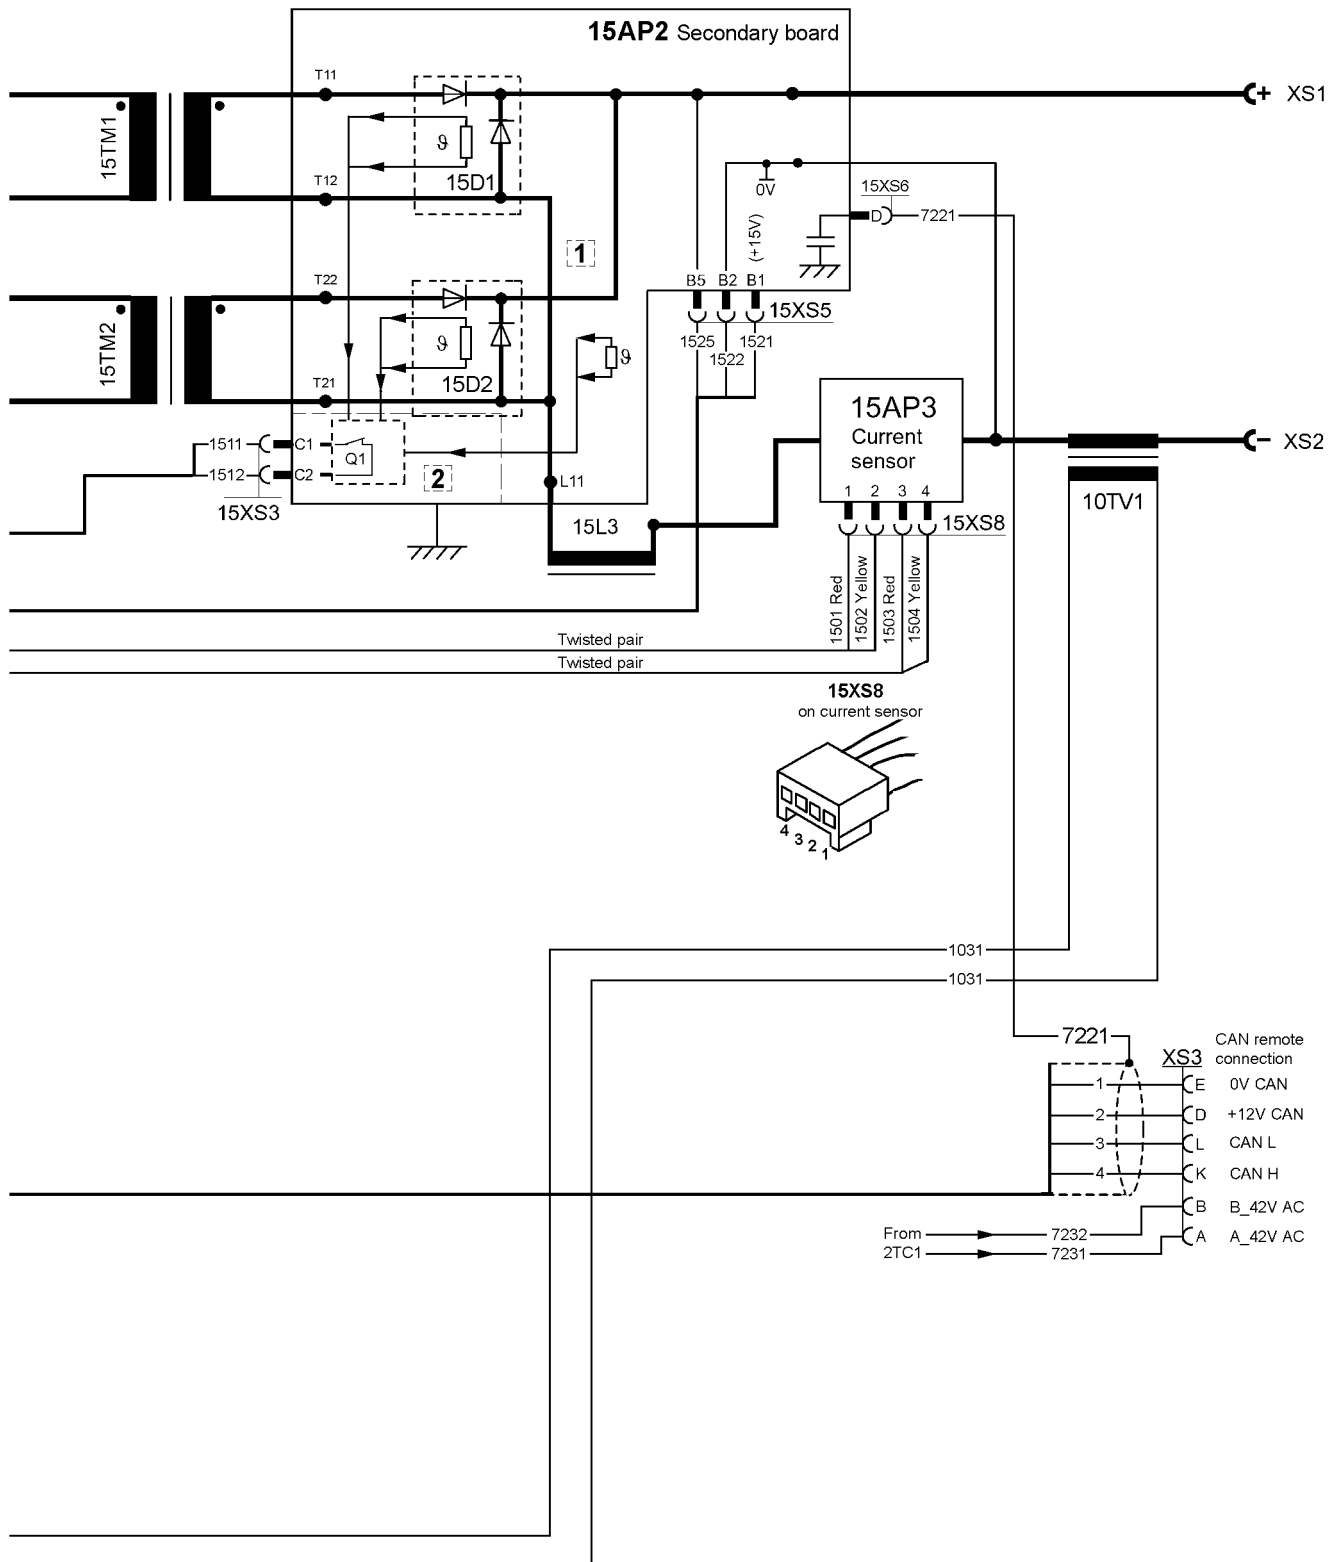 15AP2 Secondary board
T11
XS1
15TM1
ϑ
15D1
T12
0V
15XS6
D
7221
(+15V)
1
T22
B5 B2 B1
15XS5
1525 1522 1521
15TM2
ϑ
15D2
ϑ
T21
15AP3
Current
sensor
1 2 3 4
XS2
1511
C1
Q1
1512
C2
2
L11
15XS3
15L3
15XS8
10TV1
1501 Red
1502 Yellow
1503 Red
1504 Yellow
Twisted pair
Twisted pair
15XS8
on current sensor
4 3 2 1
1031
1031
7221
XS3
CAN remote
connection
1 E 0V CAN
2 D +12V CAN
3 L CAN L
4 K CAN H
B B_42V AC
From 7232
A A_42V AC
2TC1 7231